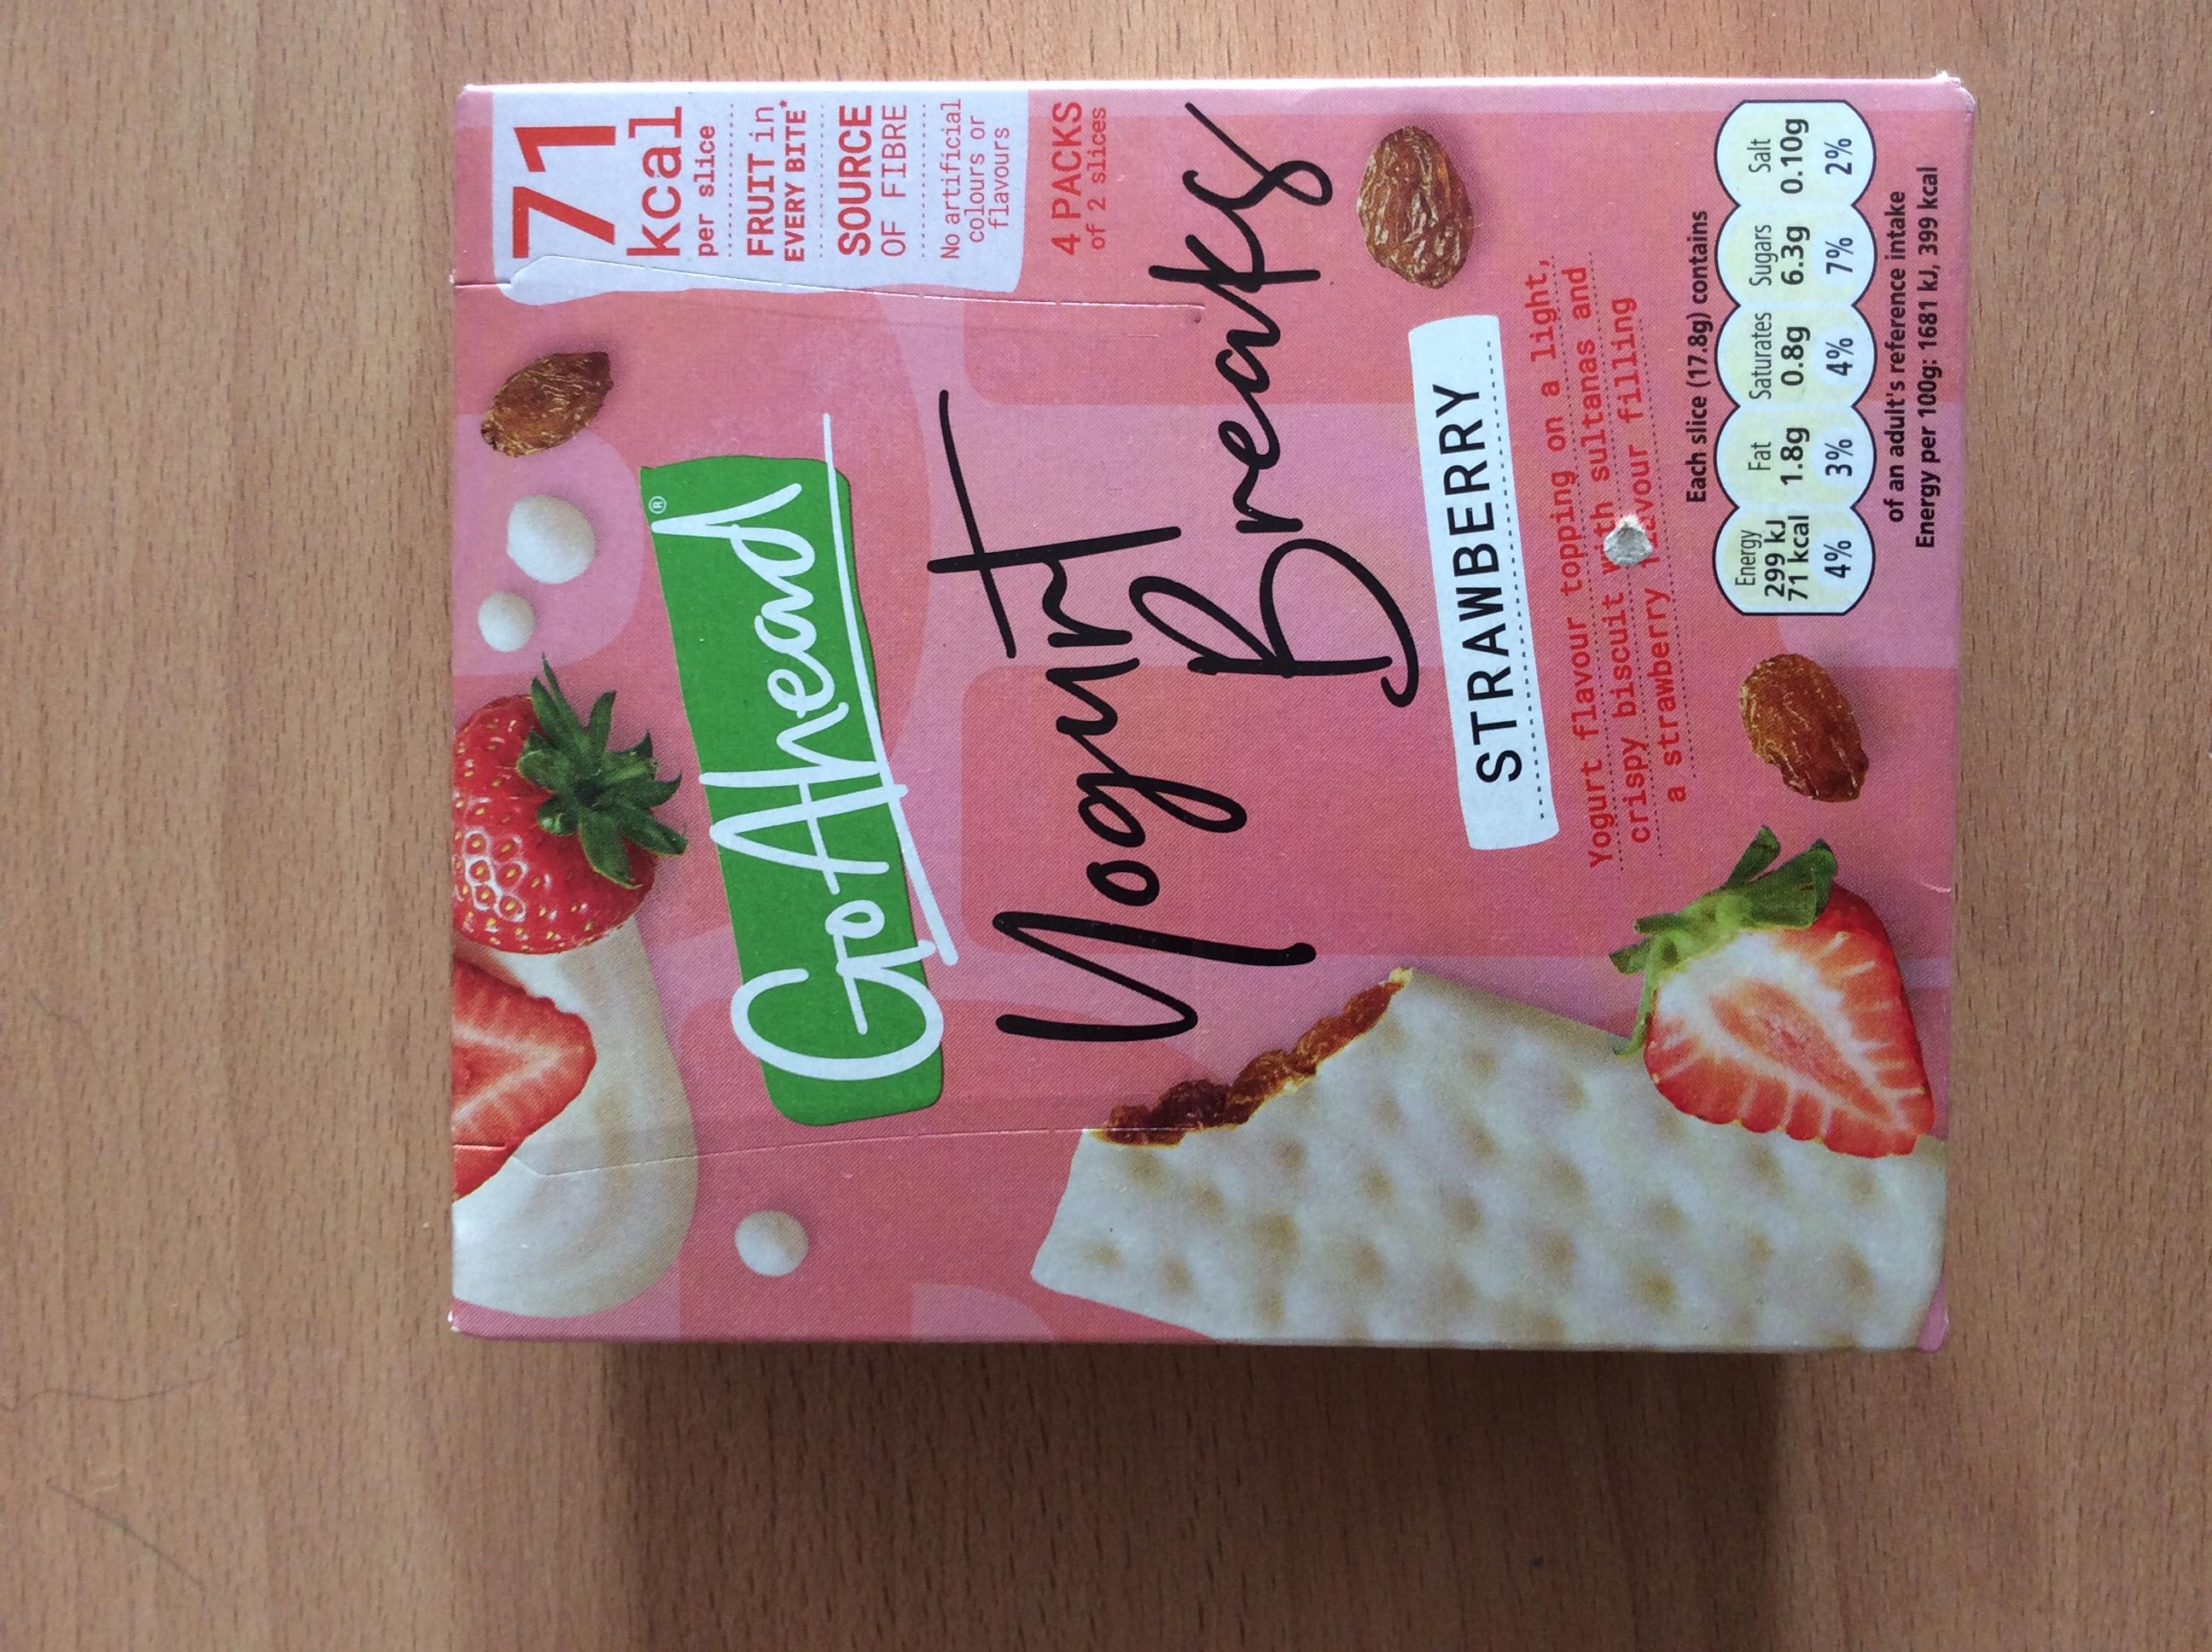 71
kcal
per slice
FRUIT in
EVERY BITE*
SOURCE
OF FIBRE
No artificial
colours or
flavours
4 PACKS
of 2 slices
Go Ahead®
Yogurt
Breaks
STRAWBERRY
Yogurt flavour topping on a light,
crispy biscuit with sultanas and
a strawberry flavour filling
Each slice (17.8g) contains
Energy Fat Saturates Sugars Salt
299 kJ
71 kcal 1.8g 0.8g 6.3g 0.10g
4% 3% 4% 7% 2%
of an adult's reference intake
Energy per 100g: 1681 kJ, 399 kcal